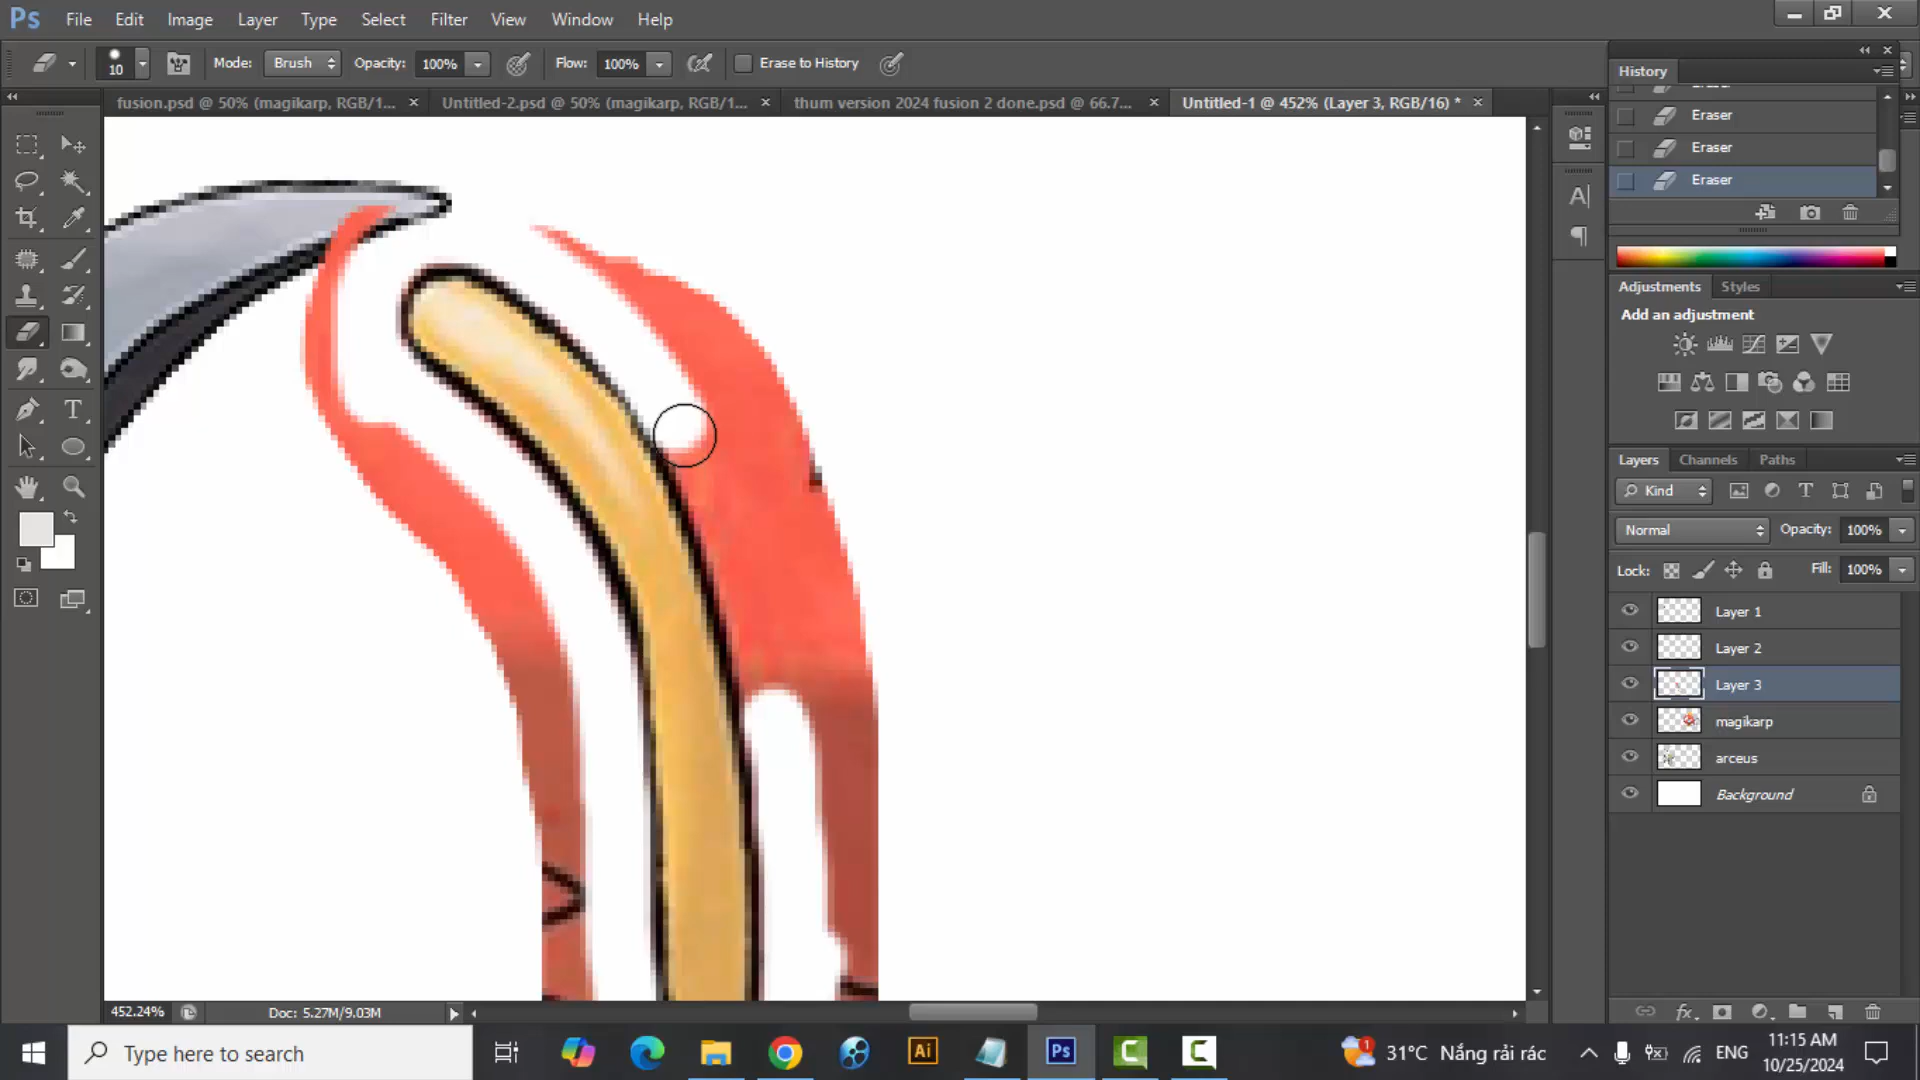 Ps File Edit Image Layer Type Select Filter View Window Help
10 Mode: Brush Opacity: 100% Flow: 100% Erase to History
fusion.psd @ 50% (magikarp, RGB/1... × Untitled-2.psd @ 50% (magikarp, RGB/1... × thum version 2024 fusion 2 done.psd @ 66.7... × Untitled-1 @ 452% (Layer 3, RGB/16) * ×
History
Eraser
Eraser
Eraser
Eraser
Adjustments Styles
Add an adjustment
Layers Channels Paths
Kind
Normal Opacity: 100%
Lock: Fill: 100%
Layer 1
Layer 2
Layer 3
magikarp
arceus
Background
452.24% Doc: 5.27M/9.03M
Type here to search
Ai Ps
1 31°C Nắng rải rác ENG
11:15 AM
10/25/2024